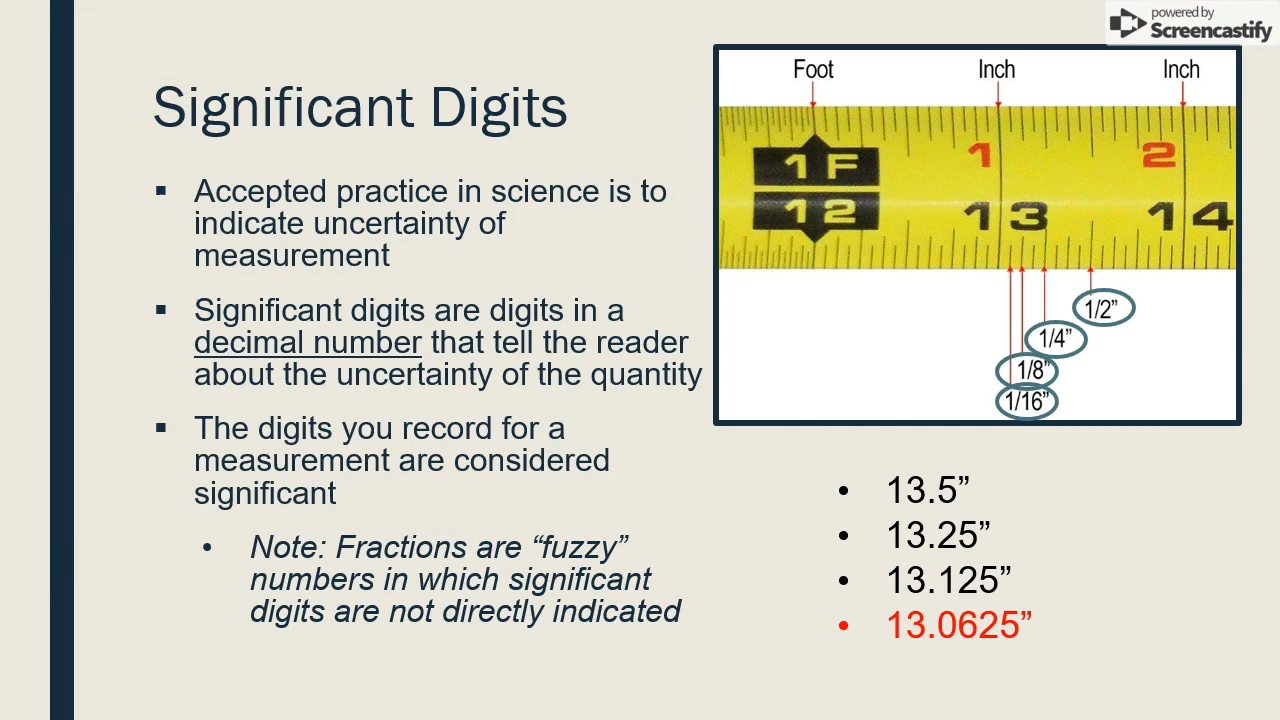 powered by
Screencastify
Significant Digits
▪ Accepted practice in science is to
indicate uncertainty of
measurement
▪ Significant digits are digits in a
decimal number that tell the reader
about the uncertainty of the quantity
▪ The digits you record for a
measurement are considered
significant
• Note: Fractions are “fuzzy”
numbers in which significant
digits are not directly indicated
Foot Inch Inch
1F 1 2
12 13 14
1/2”
1/4”
1/8”
1/16”
• 13.5”
• 13.25”
• 13.125”
• 13.0625”